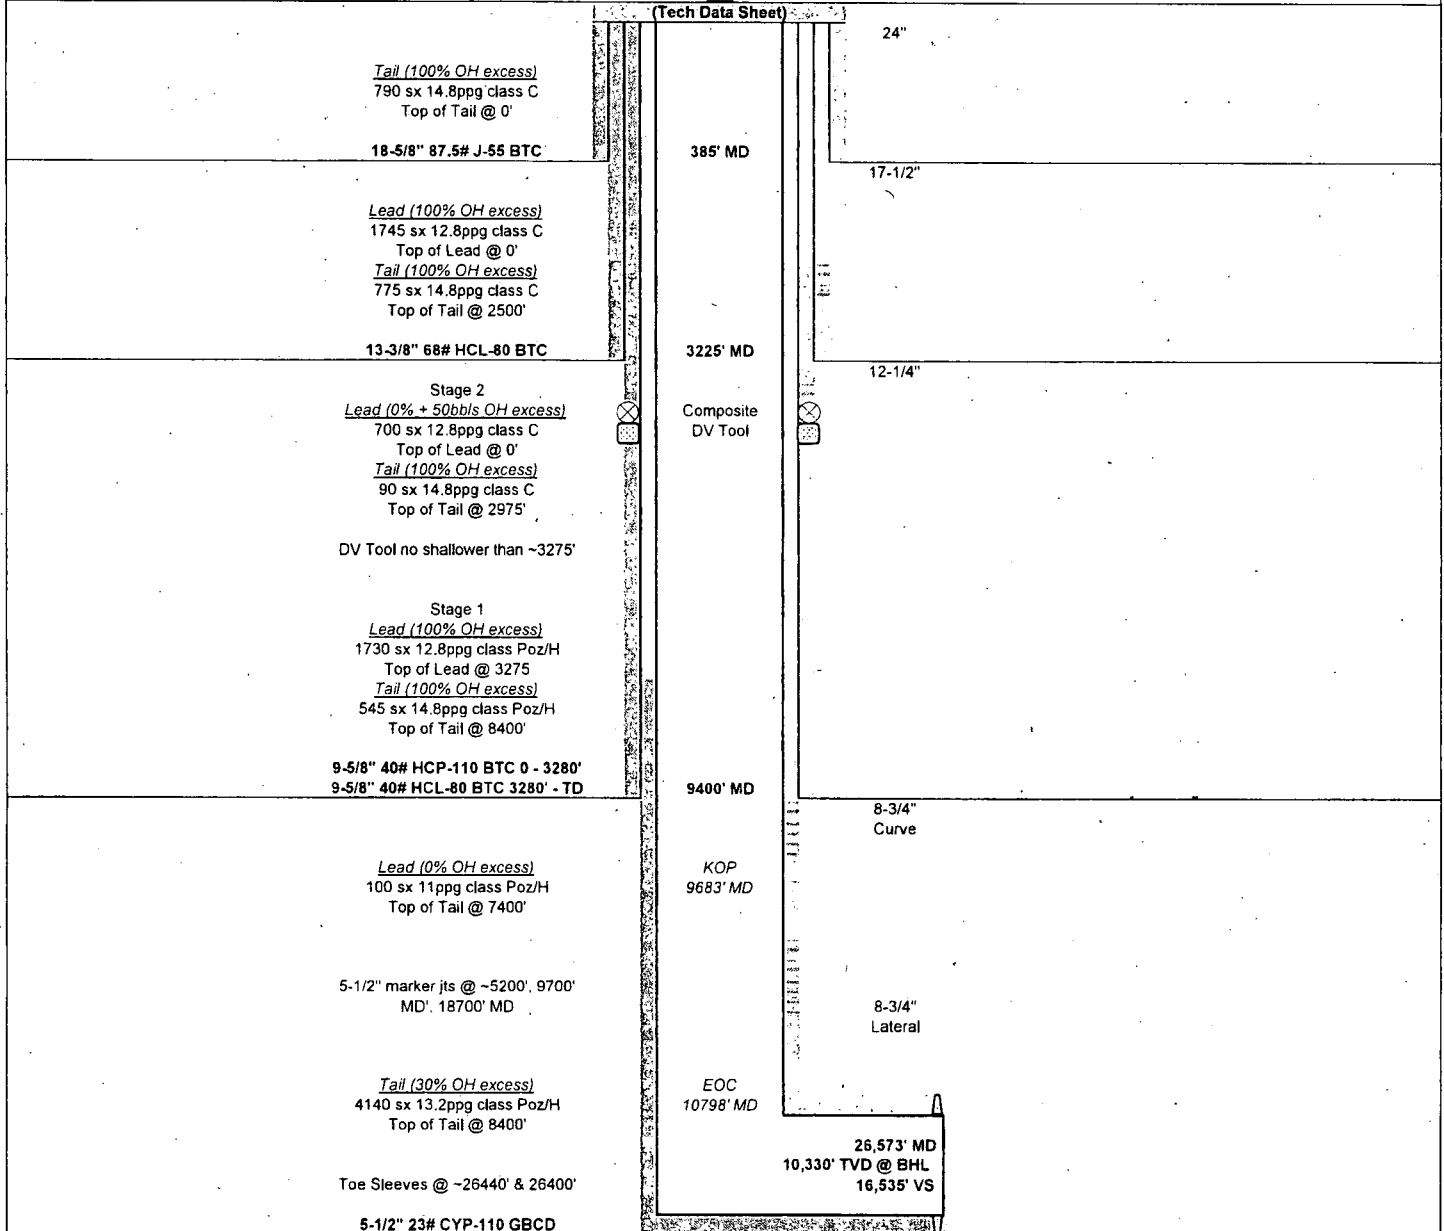 (Tech Data Sheet)
24"
Tail (100% OH excess)
790 sx 14.8ppg class C
Top of Tail @ 0'
18-5/8" 87.5# J-55 BTC
385' MD
17-1/2"
Lead (100% OH excess)
1745 sx 12.8ppg class C
Top of Lead @ 0'
Tail (100% OH excess)
775 sx 14.8ppg class C
Top of Tail @ 2500'
13-3/8" 68# HCL-80 BTC
3225' MD
12-1/4"
Stage 2
Lead (0% + 50bbls OH excess)
700 sx 12.8ppg class C
Top of Lead @ 0'
Tail (100% OH excess)
90 sx 14.8ppg class C
Top of Tail @ 2975'
Composite
DV Tool
DV Tool no shallower than ~3275'
Stage 1
Lead (100% OH excess)
1730 sx 12.8ppg class Poz/H
Top of Lead @ 3275
Tail (100% OH excess)
545 sx 14.8ppg class Poz/H
Top of Tail @ 8400'
9-5/8" 40# HCP-110 BTC 0 - 3280'
9-5/8" 40# HCL-80 BTC 3280' - TD
9400' MD
8-3/4"
Curve
Lead (0% OH excess)
100 sx 11ppg class Poz/H
Top of Tail @ 7400'
KOP
9683' MD
5-1/2" marker jts @ ~5200', 9700'
MD', 18700' MD
8-3/4"
Lateral
Tail (30% OH excess)
4140 sx 13.2ppg class Poz/H
Top of Tail @ 8400'
EOC
10798' MD
26,573' MD
10,330' TVD @ BHL
16,535' VS
Toe Sleeves @ ~26440' & 26400'
5-1/2" 23# CYP-110 GBCD